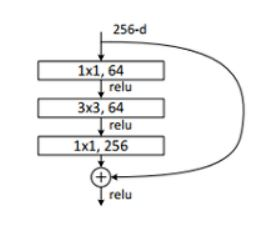 256-d
1x1, 64
relu
3x3, 64
relu
1x1, 256
+
relu